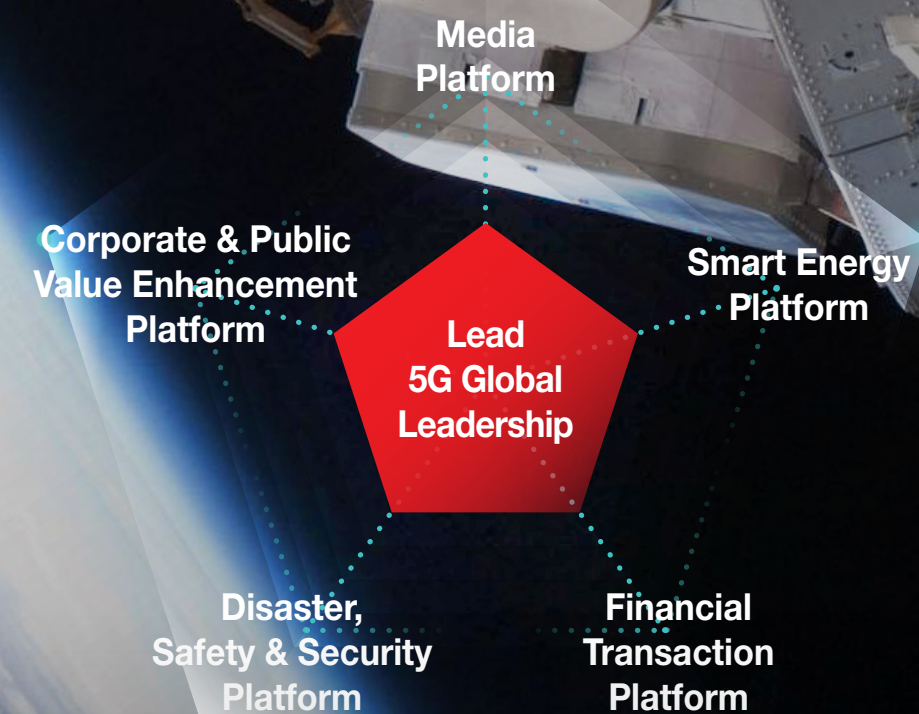 Media
Platform
Corporate & Public
Value Enhancement
Platform
Smart Energy
Platform
Lead
5G Global
Leadership
Disaster,
Safety & Security
Platform
Financial
Transaction
Platform